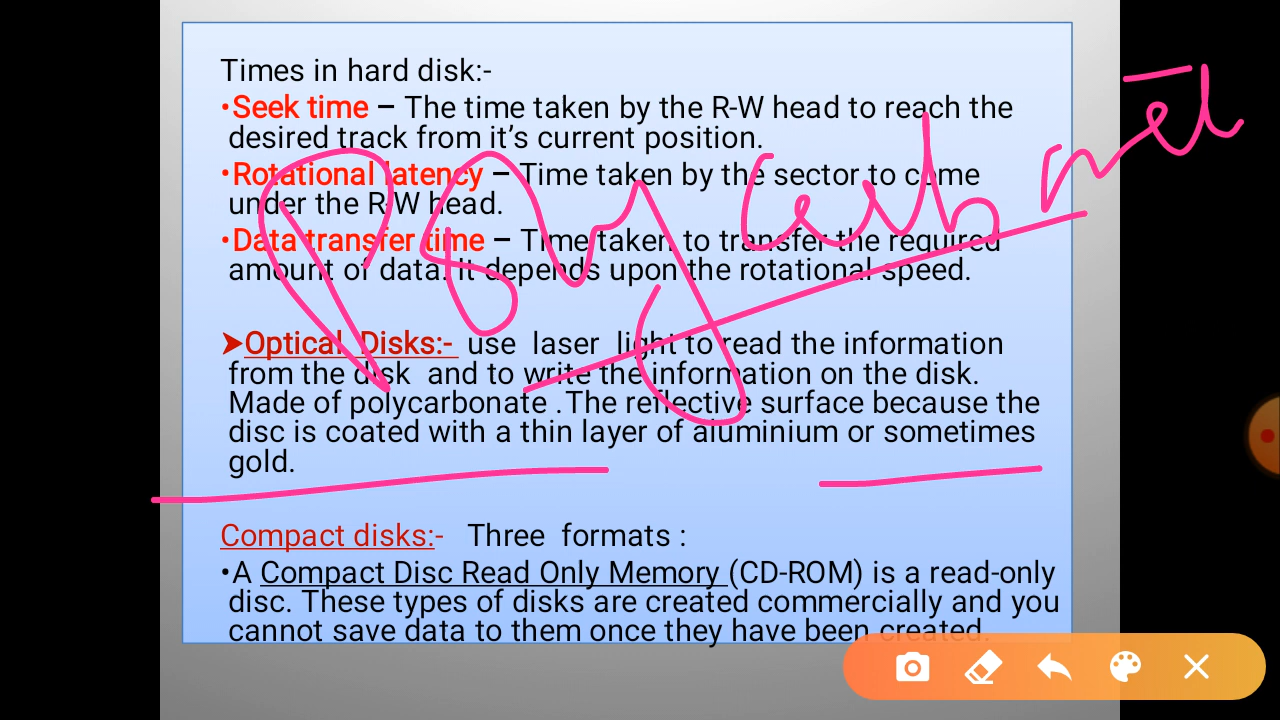 Times in hard disk:-
•Seek time – The time taken by the R-W head to reach the
desired track from it's current position.
•Rotational latency – Time taken by the sector to come
under the R-W head.
•Data transfer time – Time taken to transfer the required
amount of data. It depends upon the rotational speed.
➤Optical Disks:- use laser light to read the information
from the disk and to write the information on the disk.
Made of polycarbonate .The reflective surface because the
disc is coated with a thin layer of aluminium or sometimes
gold.
Compact disks:- Three formats :
•A Compact Disc Read Only Memory (CD-ROM) is a read-only
disc. These types of disks are created commercially and you
cannot save data to them once they have been created.